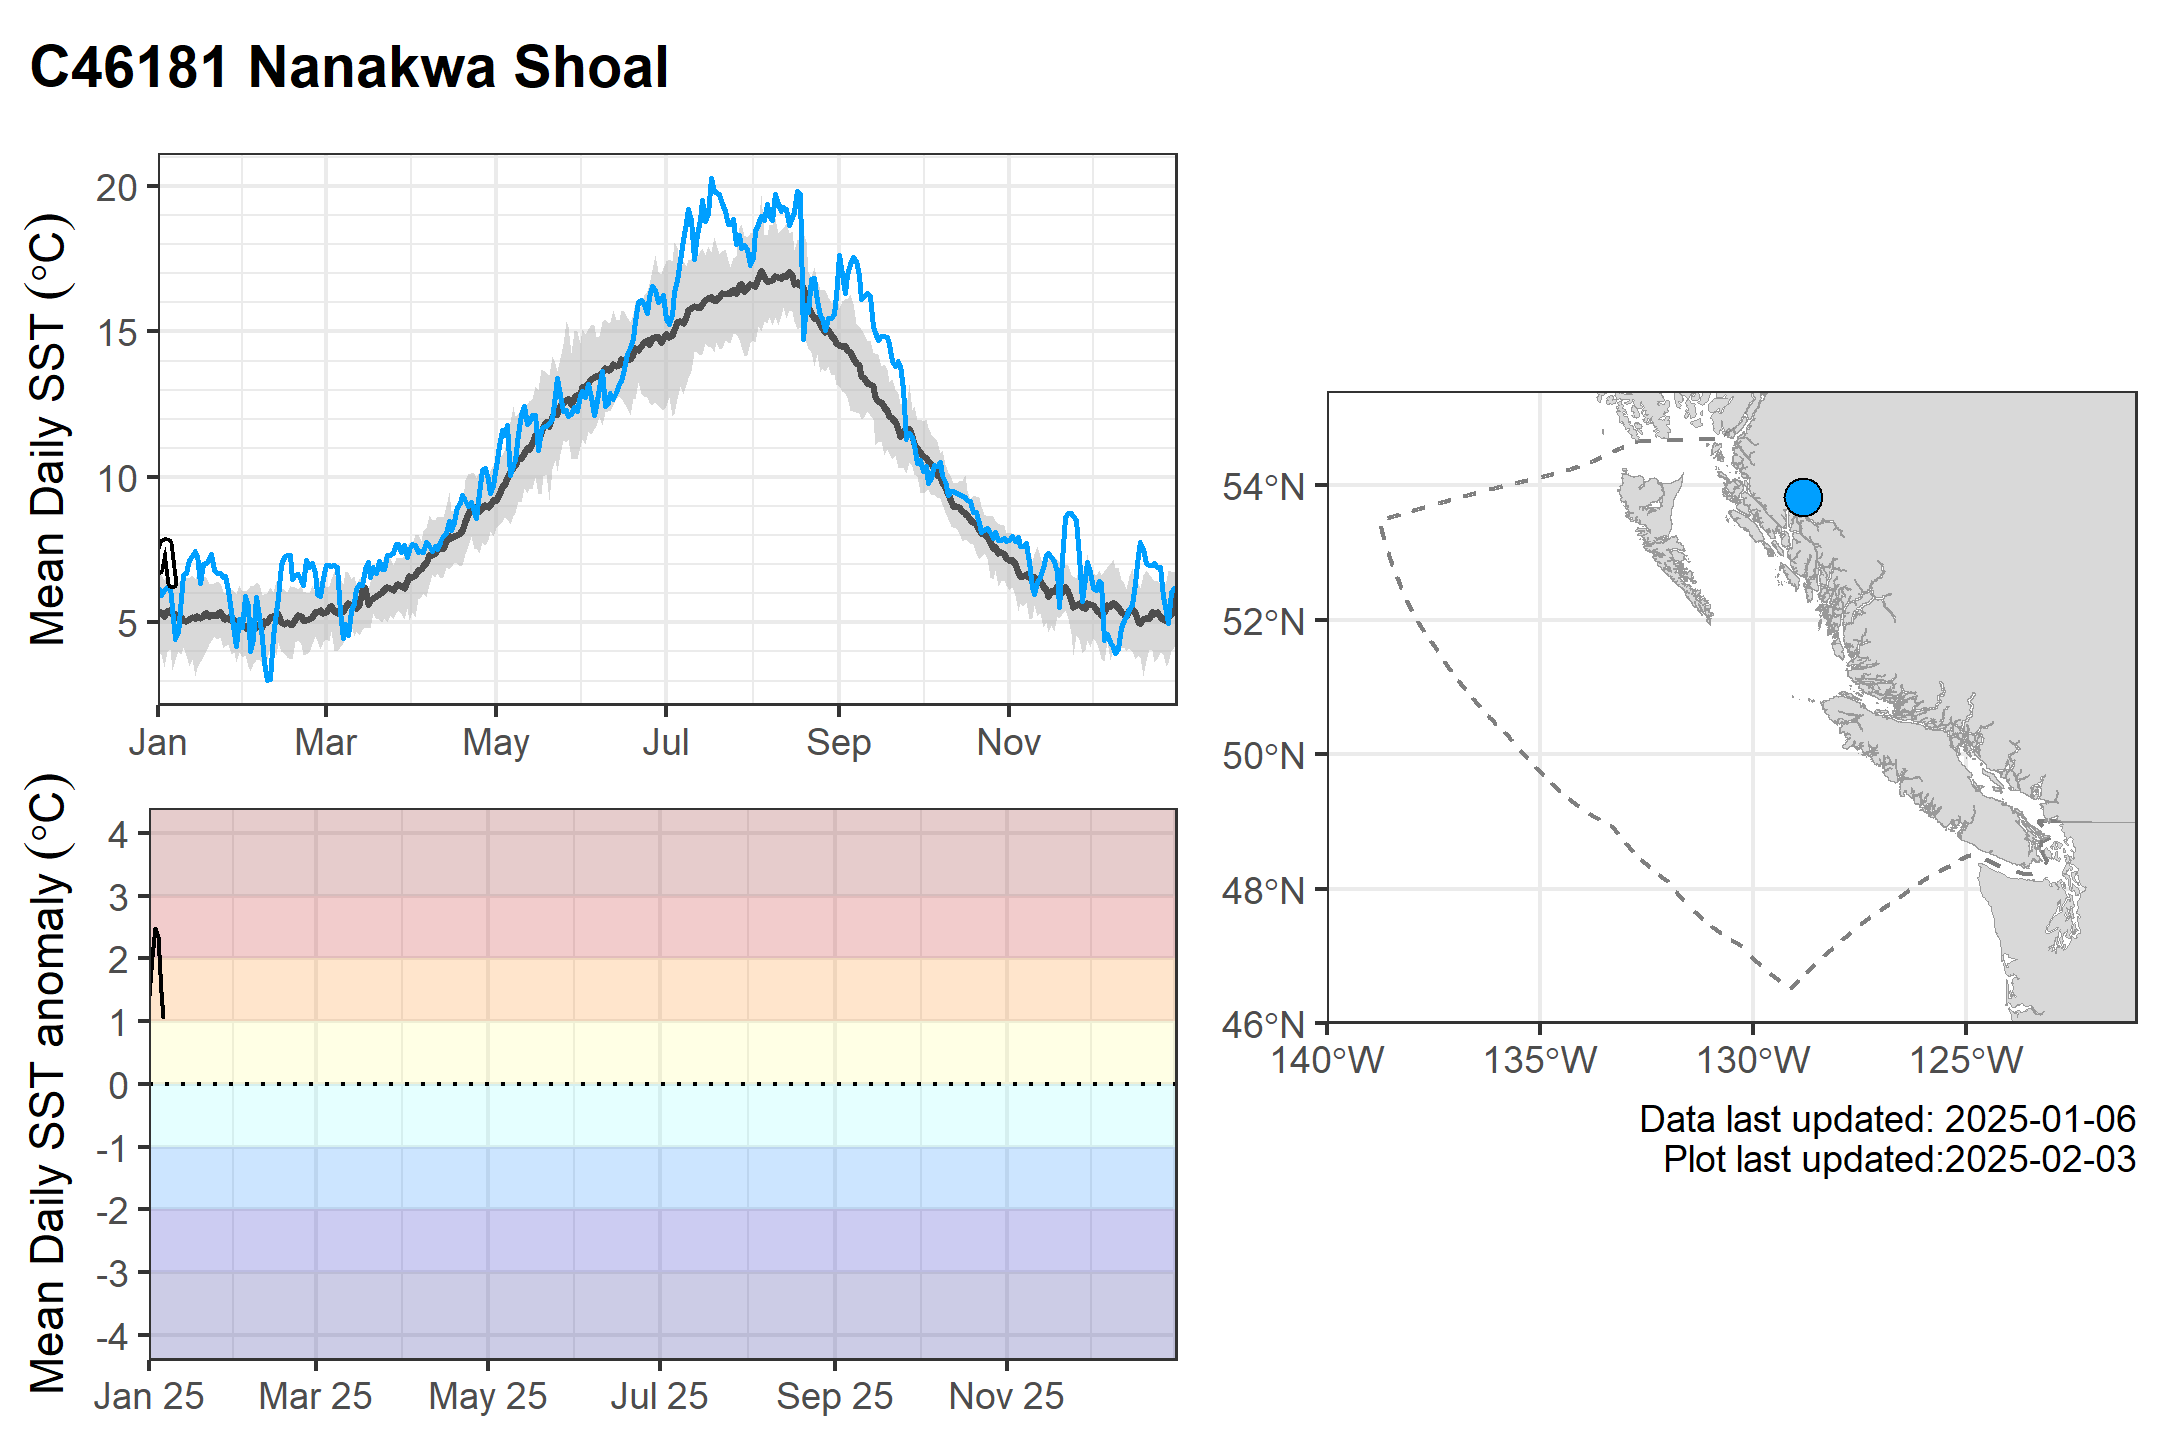 C46181 Nanakwa Shoal
Mean Daily SST (°C)
20
15
10
5
Jan Mar May Jul Sep Nov
Mean Daily SST anomaly (°C)
4
3
2
1
0
-1
-2
-3
-4
Jan 25 Mar 25 May 25 Jul 25 Sep 25 Nov 25
54°N
52°N
50°N
48°N
46°N
140°W 135°W 130°W 125°W
Data last updated: 2025-01-06
Plot last updated:2025-02-03